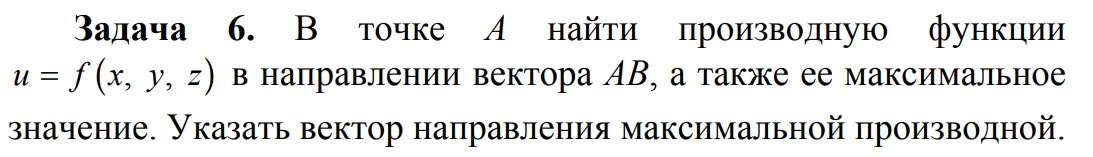 Задача 6. В точке A найти производную функции
u = f (x, y, z) в направлении вектора AB, а также ее максимальное
значение. Указать вектор направления максимальной производной.